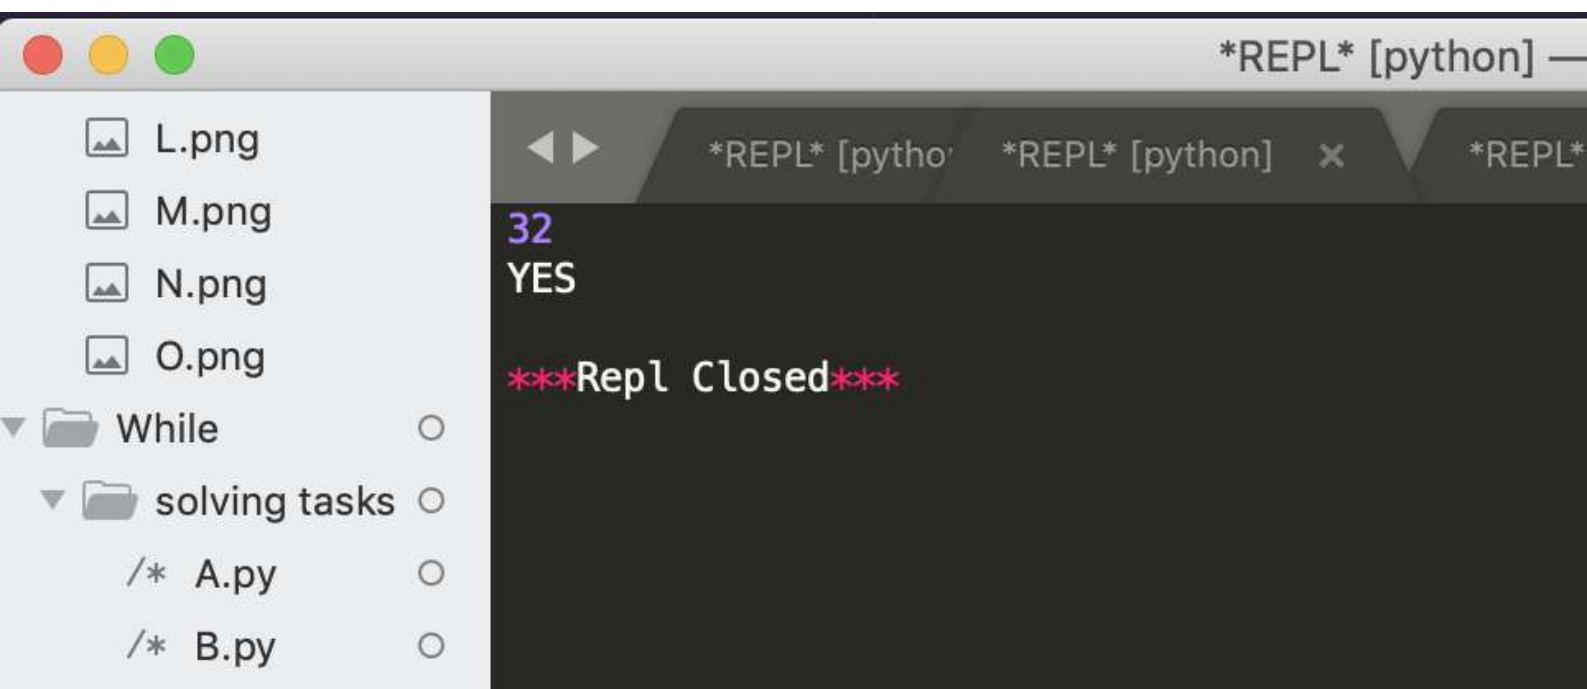 *REPL* [python] —
L.png
M.png
N.png
O.png
While
solving tasks
/* A.py
/* B.py
*REPL* [pytho
*REPL* [python] ×
*REPL*
32
YES
***Repl Closed***